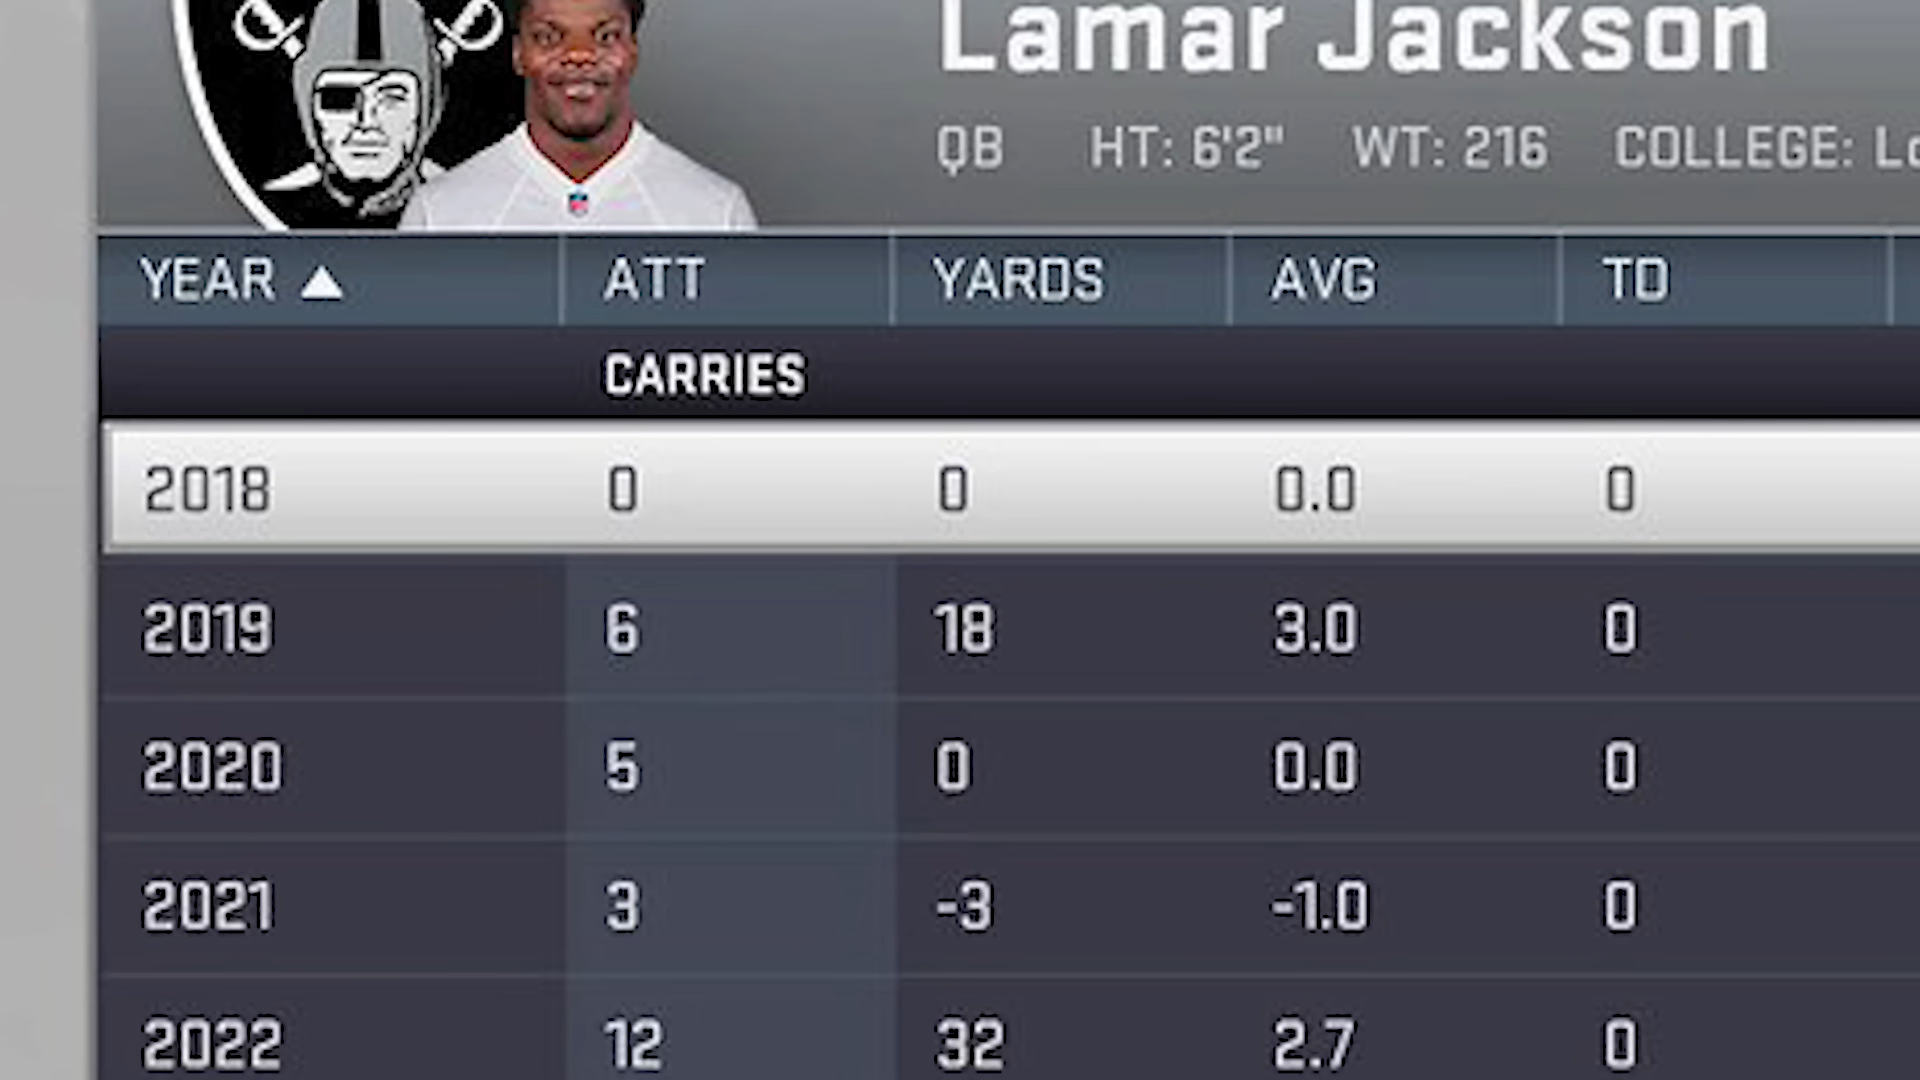 Lamar Jackson
QB HT: 6'2" WT: 216 COLLEGE:
YEAR ▲ ATT YARDS AVG TD
CARRIES
2018 0 0 0.0 0
2019 6 18 3.0 0
2020 5 0 0.0 0
2021 3 -3 -1.0 0
2022 12 32 2.7 0